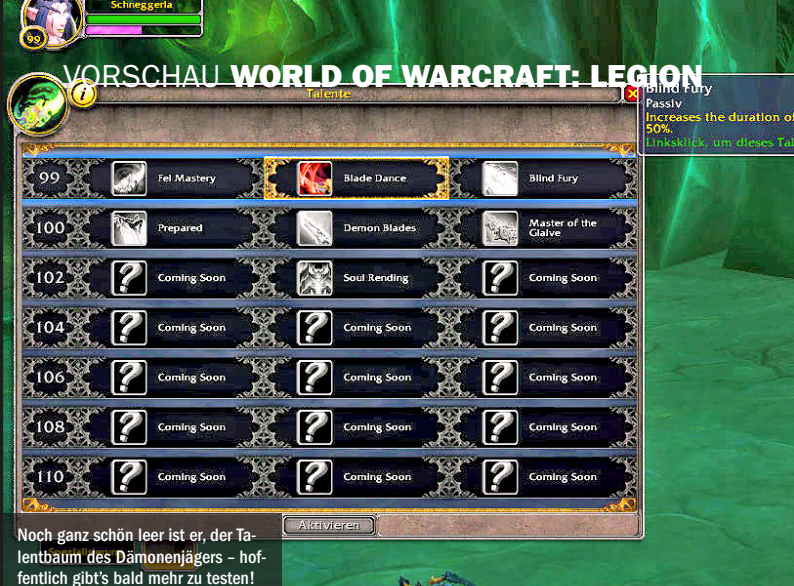 Schneggerla
99
VORSCHAU WORLD OF WARCRAFT: LEGION
Talente
Blind Fury
Passiv
Increases the duration of
50%.
Linksklick, um dieses Tal
99 Fel Mastery Blade Dance Blind Fury
100 Prepared Demon Blades Master of the
Glaive
102 Coming Soon Soul Rending Coming Soon
104 Coming Soon Coming Soon Coming Soon
106 Coming Soon Coming Soon Coming Soon
108 Coming Soon Coming Soon Coming Soon
110 Coming Soon Coming Soon Coming Soon
Aktivieren
Noch ganz schön leer ist er, der Ta-
lentbaum des Dämonenjägers – hof-
fentlich gibt's bald mehr zu testen!